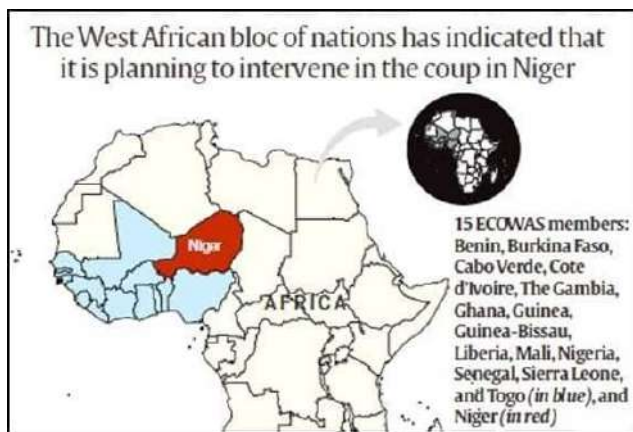 The West African bloc of nations has indicated that
it is planning to intervene in the coup in Niger
Niger
AFRICA
15 ECOWAS members:
Benin, Burkina Faso,
Cabo Verde, Cote
d'Ivoire, The Gambia,
Ghana, Guinea,
Guinea-Bissau,
Liberia, Mali, Nigeria,
Senegal, Sierra Leone,
and Togo (in blue), and
Niger (in red)